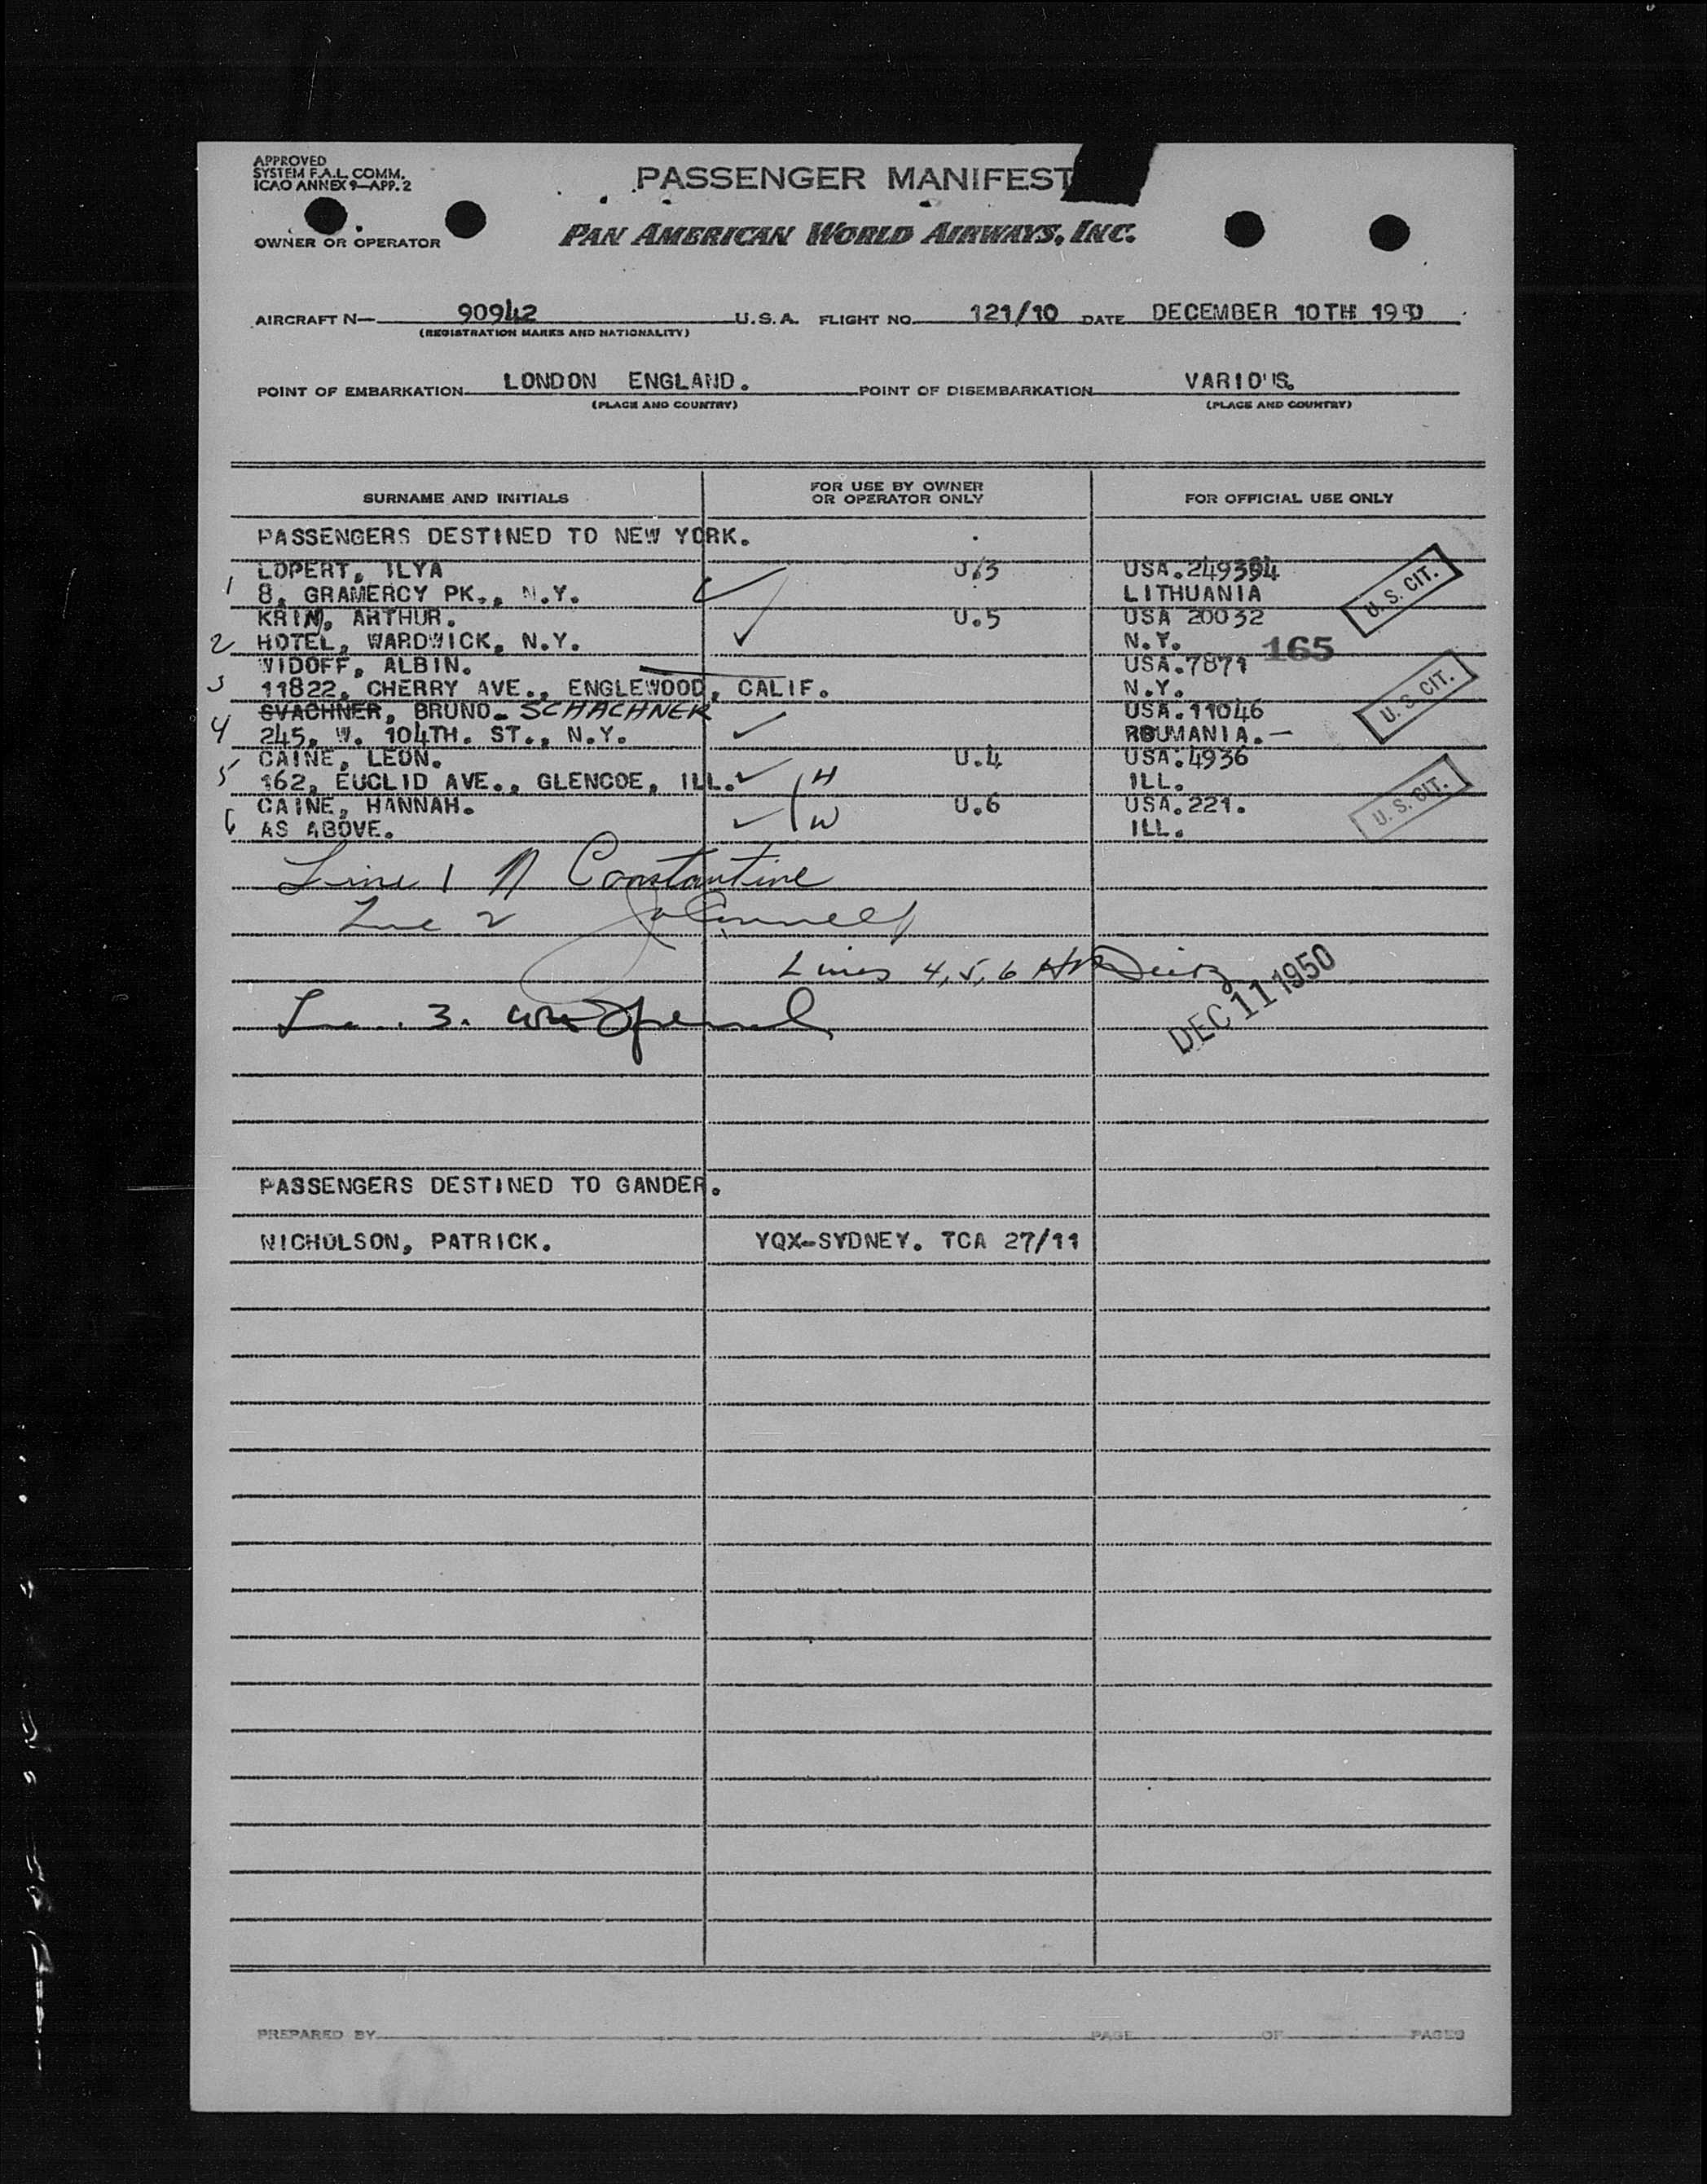 APPROVED
SYSTEM F.A.L. COMM.
ICAO ANNEX 9—APP. 2
PASSENGER MANIFEST
OWNER OR OPERATOR
PAN AMERICAN WORLD AIRWAYS, INC.
AIRCRAFT N— 90942 U.S.A. FLIGHT NO. 121/10 DATE DECEMBER 10TH 1950
(REGISTRATION MARKS AND NATIONALITY)
POINT OF EMBARKATION LONDON ENGLAND. POINT OF DISEMBARKATION VARIOUS.
(PLACE AND COUNTRY) (PLACE AND COUNTRY)
SURNAME AND INITIALS FOR USE BY OWNER OR OPERATOR ONLY FOR OFFICIAL USE ONLY
PASSENGERS DESTINED TO NEW YORK.
LOPERT, ILYA U.3 USA.249394
1 8, GRAMERCY PK., N.Y. LITHUANIA U. S. CIT.
KRIM, ARTHUR. U.5 USA 20032
2 HOTEL, WARDWICK, N.Y. N.Y. 165
WIDOFF, ALBIN. USA.7871
3 11822, CHERRY AVE., ENGLEWOOD, CALIF. N.Y. U. S. CIT.
SVACHNER, BRUNO. SCHACHNER USA.11046
4 245, W. 104TH. ST., N.Y. ROUMANIA.—
CAINE, LEON. U.4 USA.4936
5 162, EUCLID AVE., GLENCOE, ILL. H ILL.
CAINE, HANNAH. U.6 USA.221. U. S. CIT.
6 AS ABOVE. W ILL.
Line 1 N Constantine
Line 2
Lines 4, 5, 6
DEC 11 1950
3.
PASSENGERS DESTINED TO GANDER.
NICHOLSON, PATRICK. YQX-SYDNEY. TCA 27/11
PREPARED BY PAGE OF PAGES